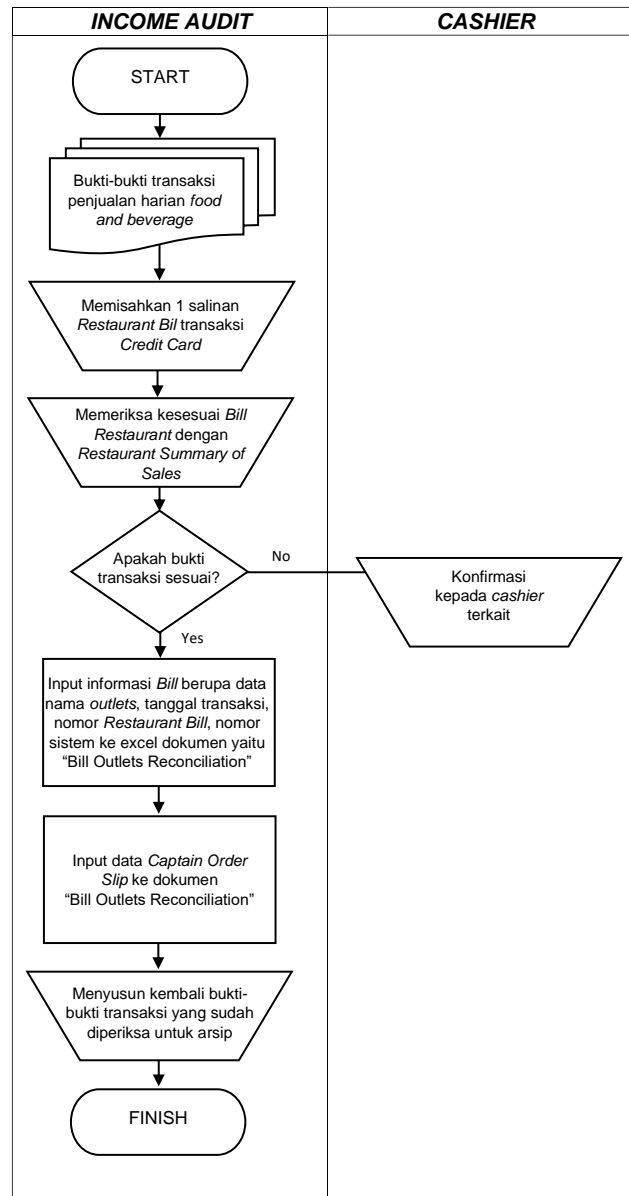 INCOME AUDIT
CASHIER
START
Bukti-bukti transaksi
penjualan harian food
and beverage
Memisahkan 1 salinan
Restaurant Bil transaksi
Credit Card
Memeriksa kesesuai Bill
Restaurant dengan
Restaurant Summary of
Sales
Apakah bukti
transaksi sesuai?
No
Konfirmasi
kepada cashier
terkait
Yes
Input informasi Bill berupa data
nama outlets, tanggal transaksi,
nomor Restaurant Bill, nomor
sistem ke excel dokumen yaitu
“Bill Outlets Reconciliation”
Input data Captain Order
Slip ke dokumen
“Bill Outlets Reconciliation”
Menyusun kembali bukti-
bukti transaksi yang sudah
diperiksa untuk arsip
FINISH